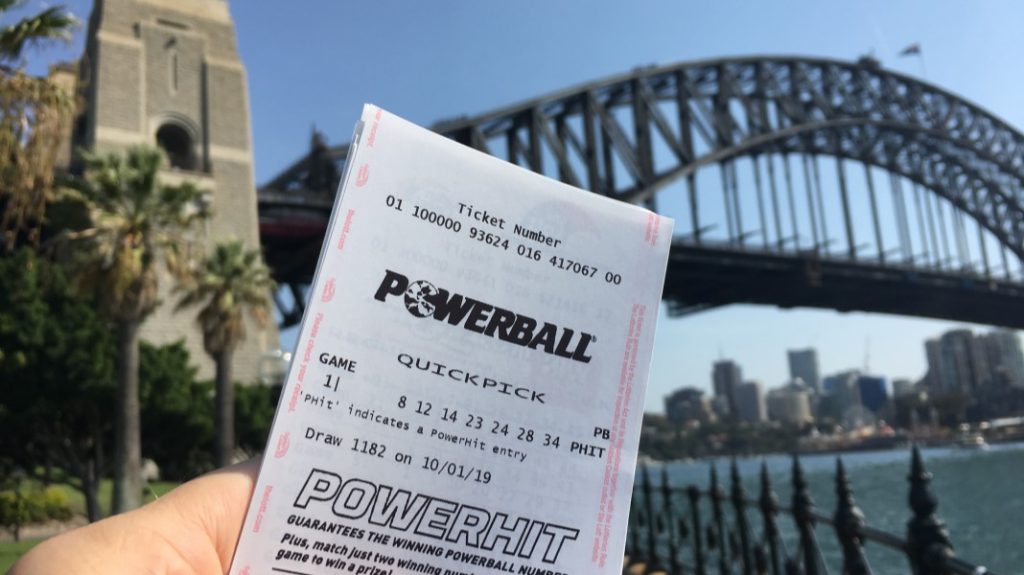 Ticket Number
01 100000 93624 016 417067 00
POWERBALL
QUICKPICK
GAME PB
1| 8 12 14 23 24 28 34 PHIT
'PHit' indicates a PowerHit entry
Draw 1182 on 10/01/19
POWERHIT
GUARANTEES THE WINNING POWERBALL NUMBER
Plus, match just two winning
game to win a prize!